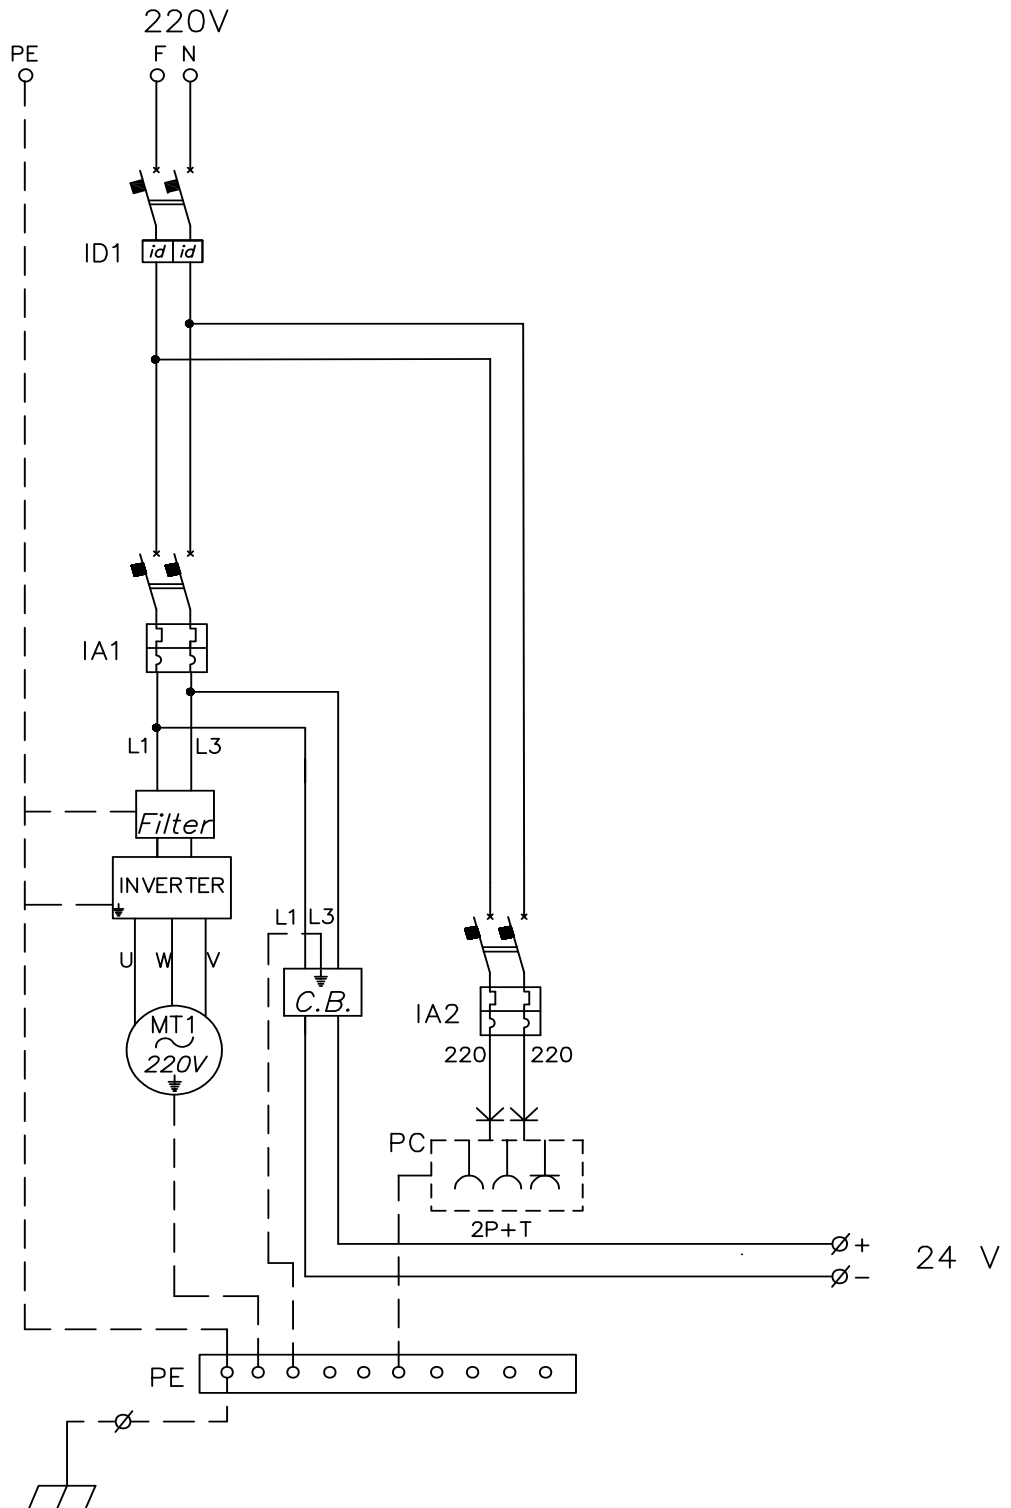 220V
PE F N
ID1 id id
IA1
L1 L3
Filter
INVERTER
L1 L3
U W V
C.B.
IA2
MT1
220V
220 220
PC
2P+T
+ 24 V
−
PE